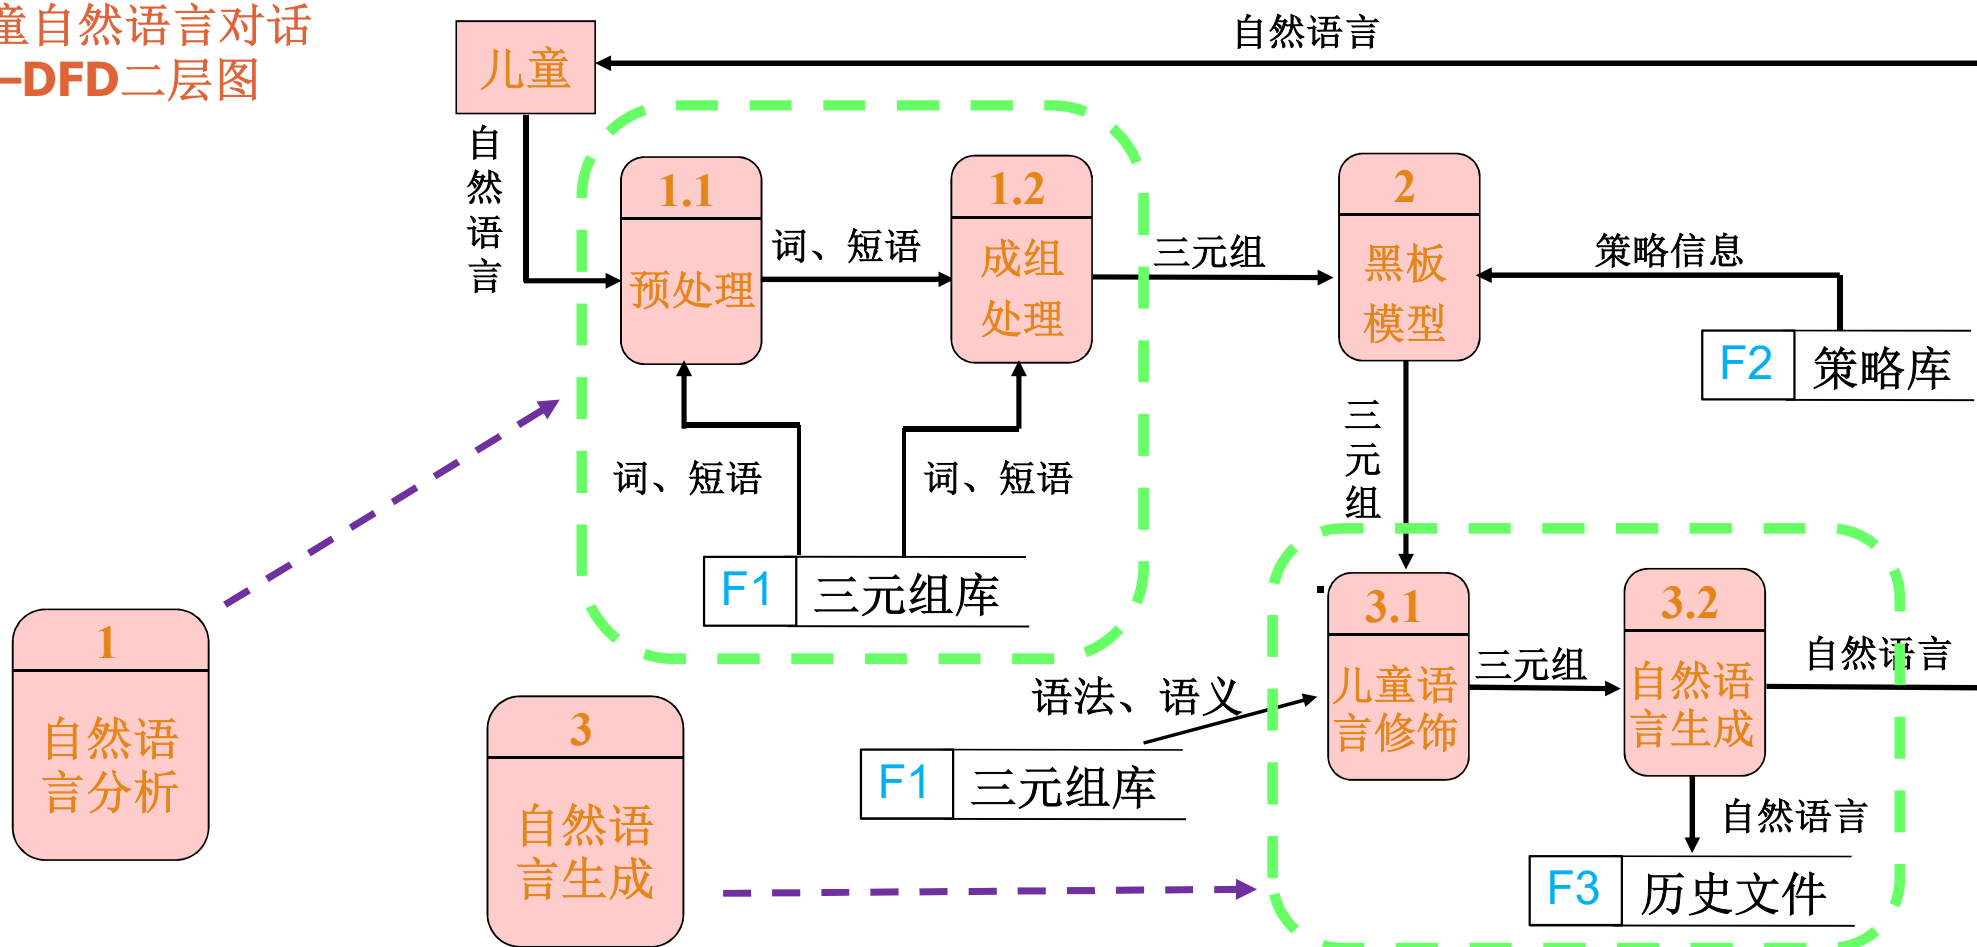 童自然语言对话
–DFD二层图
儿童
自然语言
自
然
语
言
1.1
预处理
词、短语
1.2
成组
处理
三元组
2
黑板
模型
策略信息
F2
策略库
词、短语
词、短语
F1
三元组库
三
元
组
1
自然语
言分析
3
自然语
言生成
语法、语义
F1
三元组库
3.1
儿童语
言修饰
三元组
3.2
自然语
言生成
自然语言
自然语言
F3
历史文件